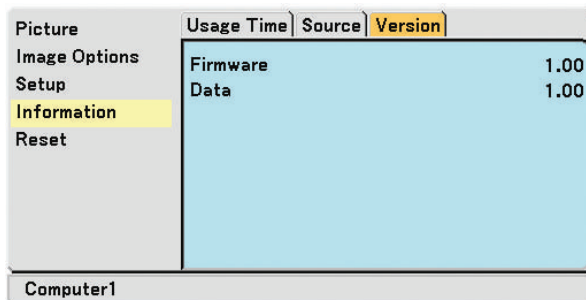 Picture
Image Options
Setup
Information
Reset
Usage Time Source Version
Firmware 1.00
Data 1.00
Computer1